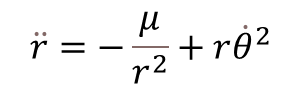 r̈ = −μ/r² + rθ̇²